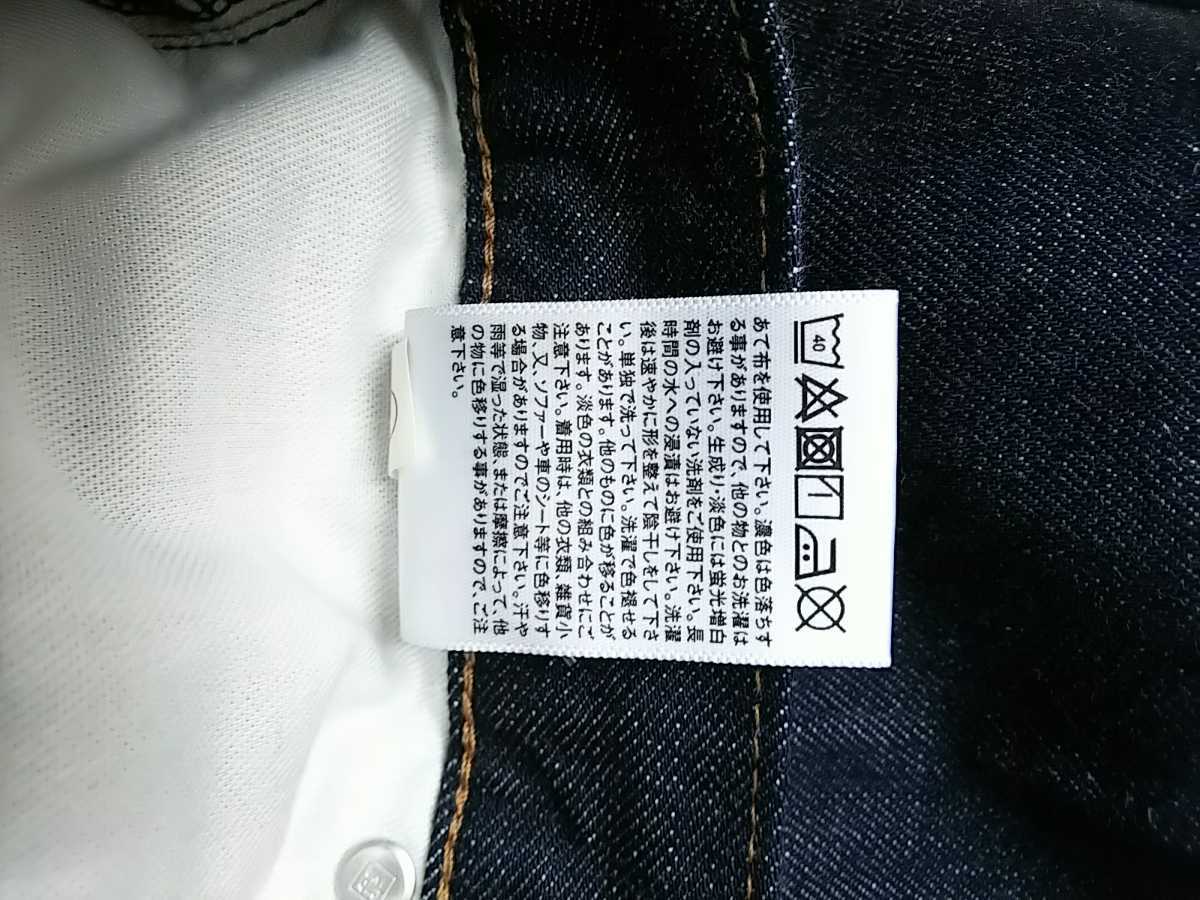 40
あて布を使用して下さい。濃色は色落ちす
る事がありますので、他の物とのお洗濯は
お避け下さい。生成り・淡色には蛍光増白
剤の入っていない洗剤をご使用下さい。長
時間の水への浸漬はお避け下さい。洗濯
後は速やかに形を整えて陰干しをして下さ
い。単独で洗って下さい。洗濯で色褪せる
ことがあります。他のものに色が移ることが
あります。淡色の衣類との組み合わせにご
注意下さい。着用時は、他の衣類、雑貨小
物、又、ソファーや車のシート等に色移りす
る場合がありますのでご注意下さい。汗や
雨等で湿った状態、または摩擦によって、他
の物に色移りする事がありますので、ご注
意下さい。